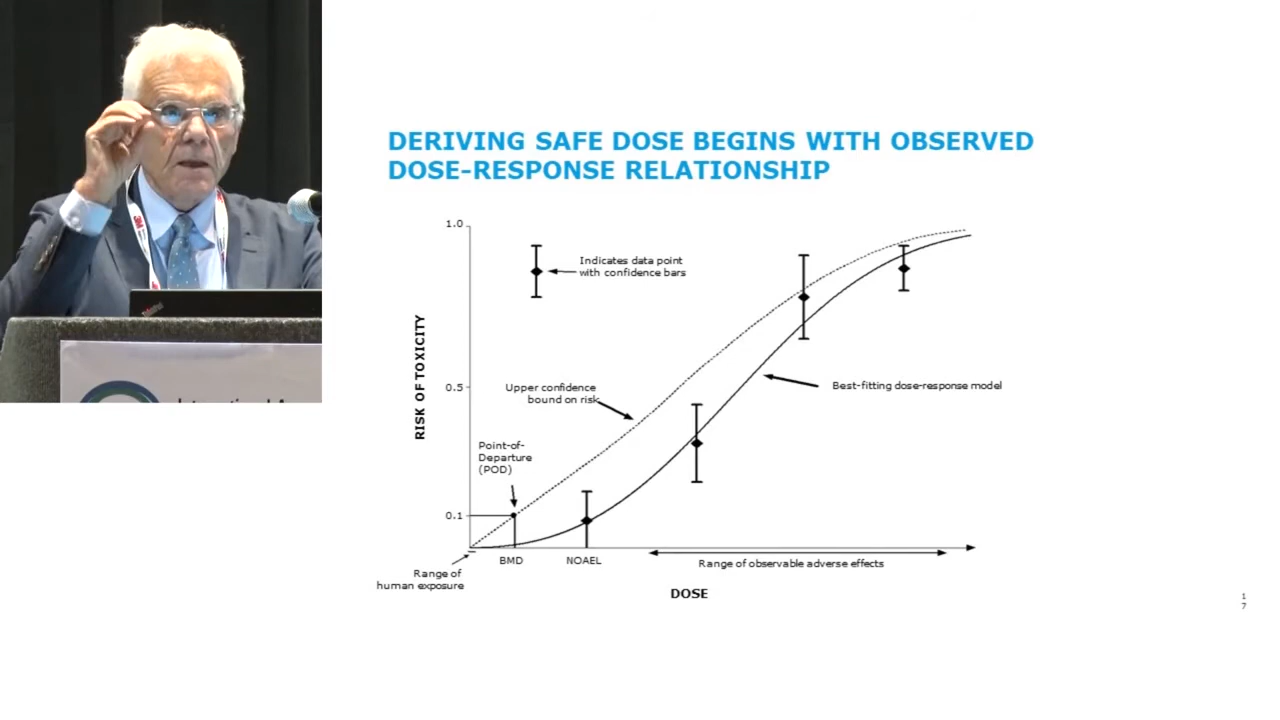 DERIVING SAFE DOSE BEGINS WITH OBSERVED
DOSE-RESPONSE RELATIONSHIP
1.0
Indicates data point
with confidence bars
RISK OF TOXICITY
0.5
Upper confidence
bound on risk
Best-fitting dose-response model
Point-of-
Departure
(POD)
0.1
BMD
NOAEL
Range of observable adverse effects
Range of
human exposure
DOSE
1
7
3M
ThinkPad